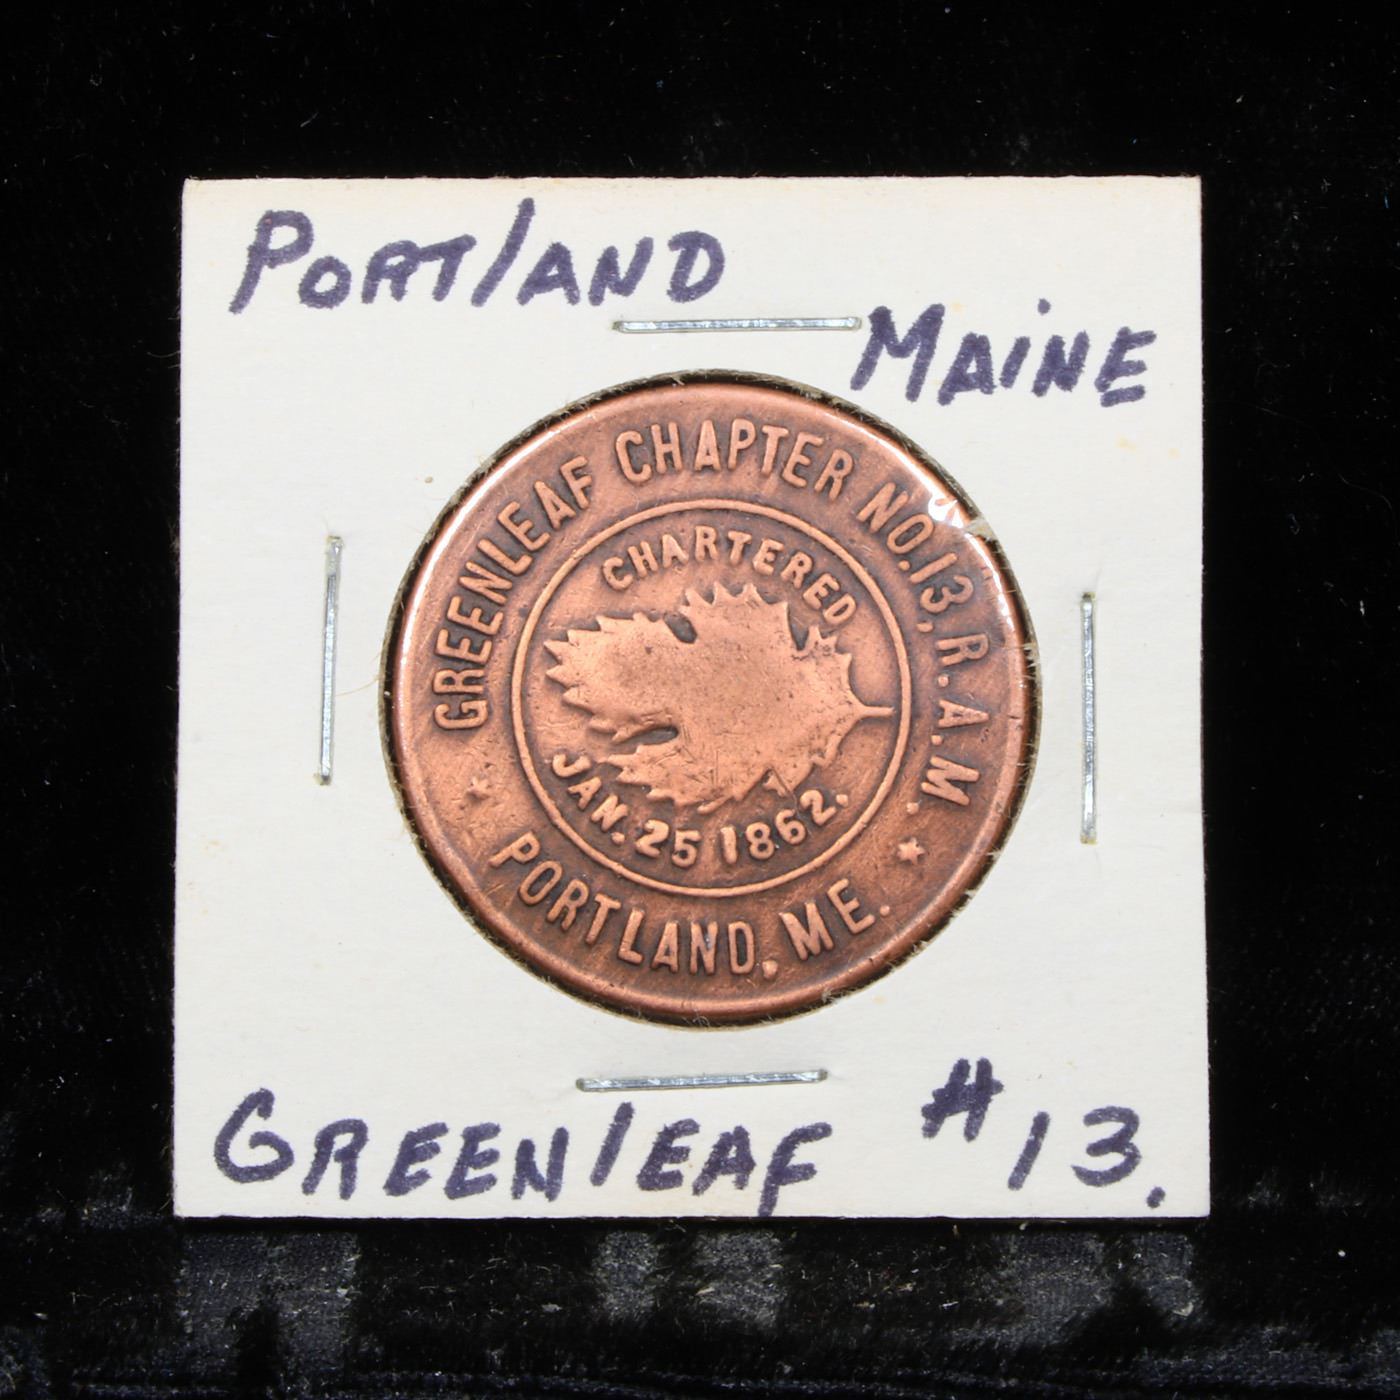 PORTlAND
MAiNE
GREENLEAF CHAPTER NO.13, R.A.M.
CHARTERED
JAN. 25 1862.
PORTLAND, ME.
GREENlEAF #13.